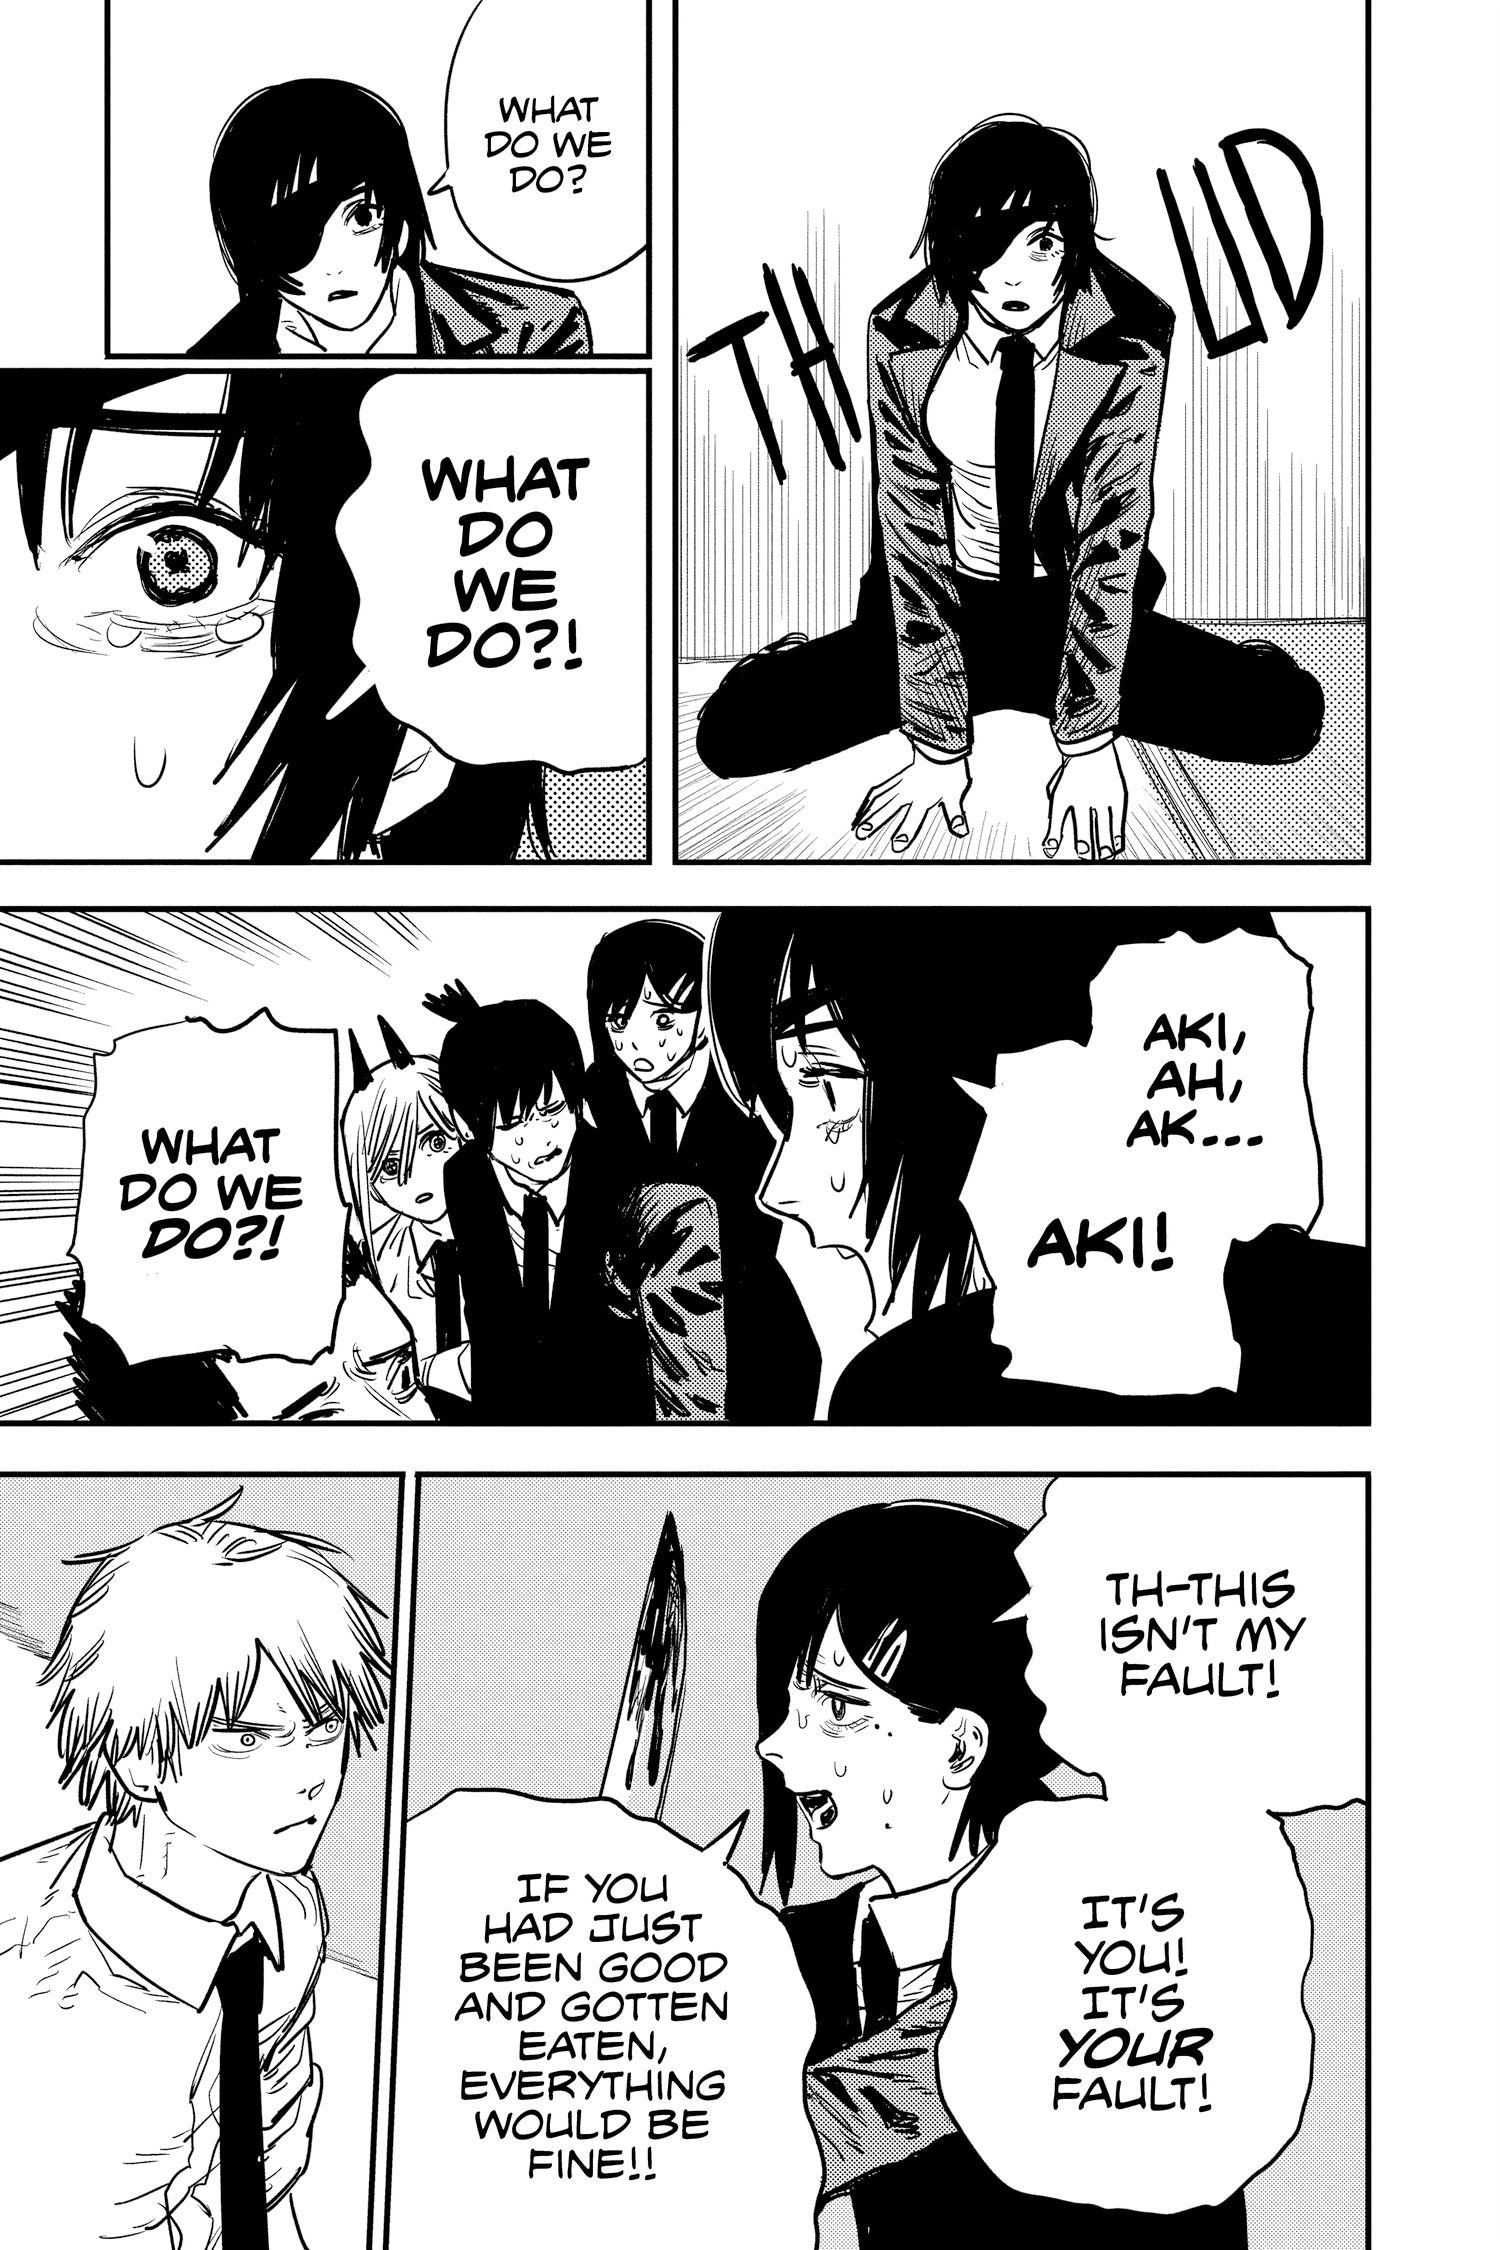 THUD
WHAT
DO WE
DO?
WHAT
DO
WE
DO?!
AKI,
AH,
AK...
AKI!
WHAT
DO WE
DO?!
TH-THIS
ISN'T MY
FAULT!
IT'S
YOU!
IT'S
YOUR
FAULT!
IF YOU
HAD JUST
BEEN GOOD
AND GOTTEN
EATEN,
EVERYTHING
WOULD BE
FINE!!